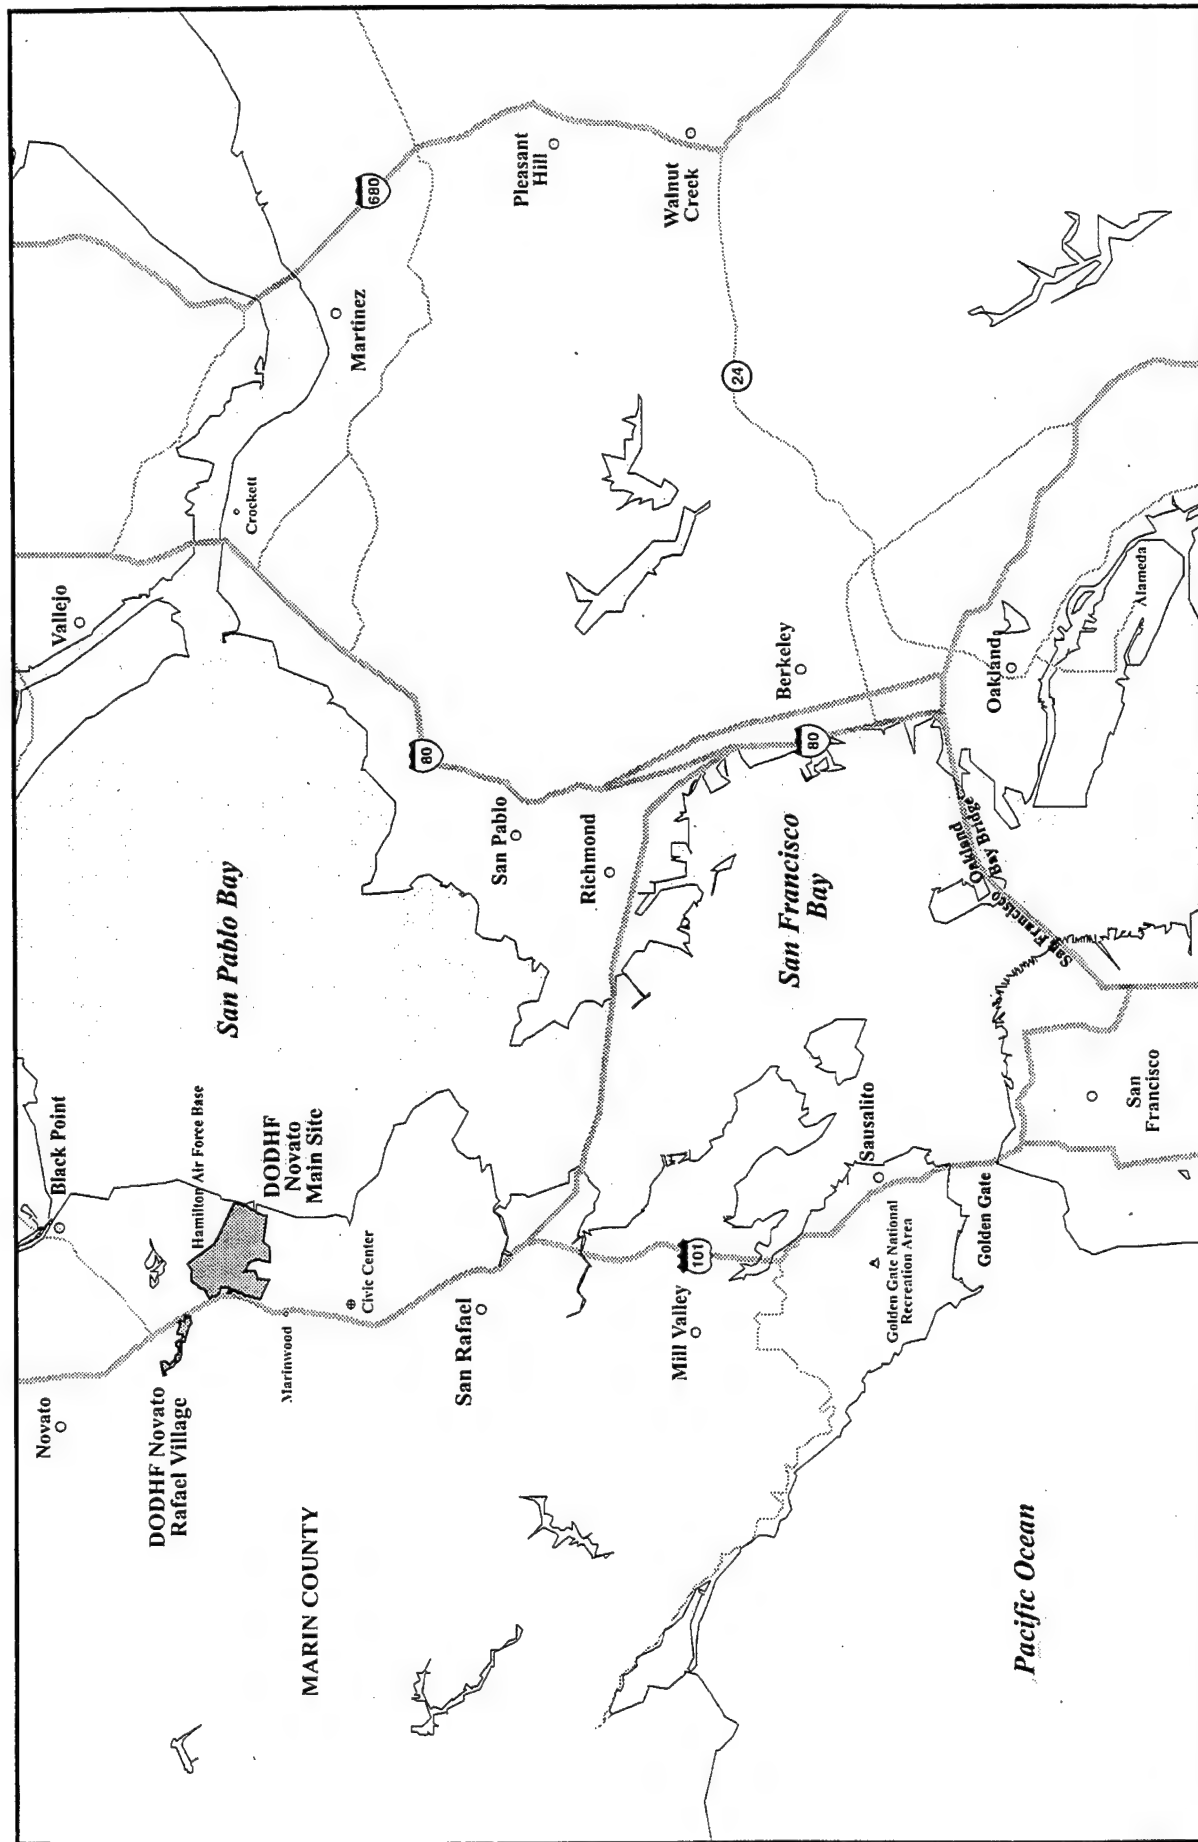 Novato
Black Point
Vallejo
DODHF Novato
Rafael Village
Hamilton Air Force Base
DODHF
Novato
Main Site
San Pablo Bay
Crockett
Martinez
680
MARIN COUNTY
Marinwood
Civic Center
80
San Rafael
San Pablo
Pleasant
Hill
Richmond
Mill Valley
101
Walnut
Creek
24
San Francisco
Bay
Berkeley
80
Sausalito
Golden Gate National
Recreation Area
Golden Gate
San Francisco
Oakland
Bay Bridge
Oakland
Alameda
Pacific Ocean
San
Francisco